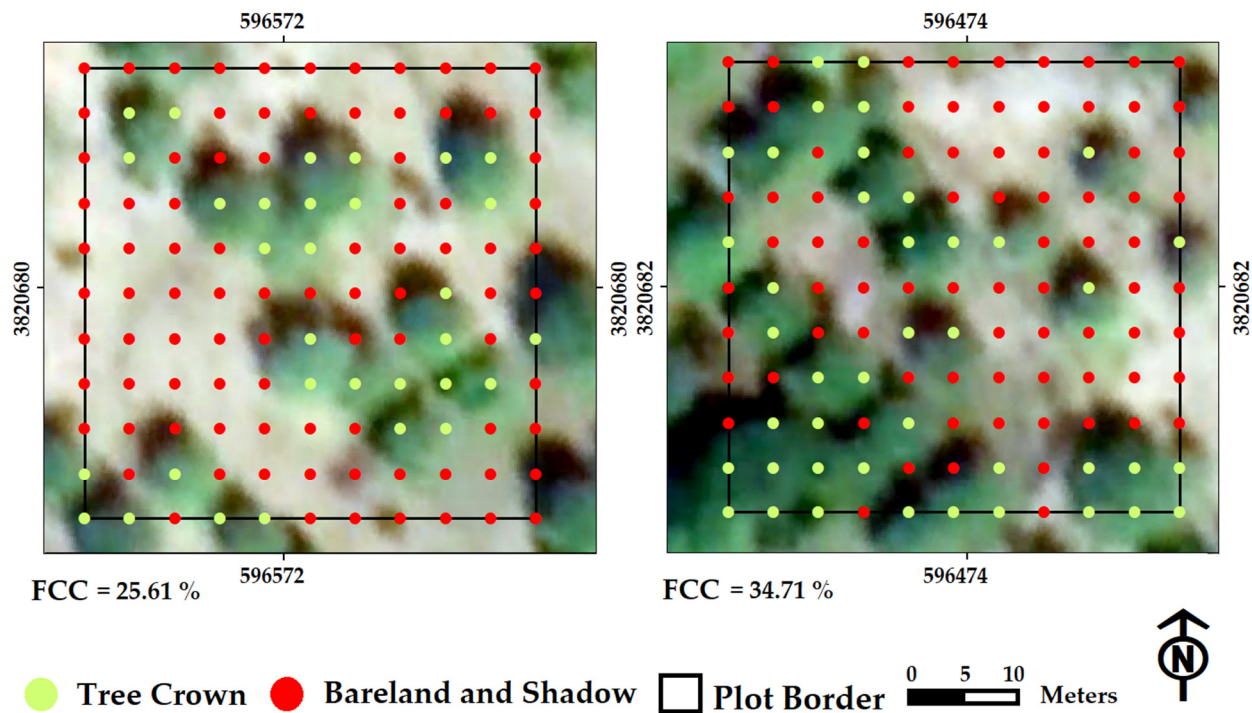 596572
596474
3820680
3820680
3820682
3820682
596572
596474
FCC = 25.61 %
FCC = 34.71 %
N
0 5 10
Tree Crown
Bareland and Shadow
Plot Border
Meters